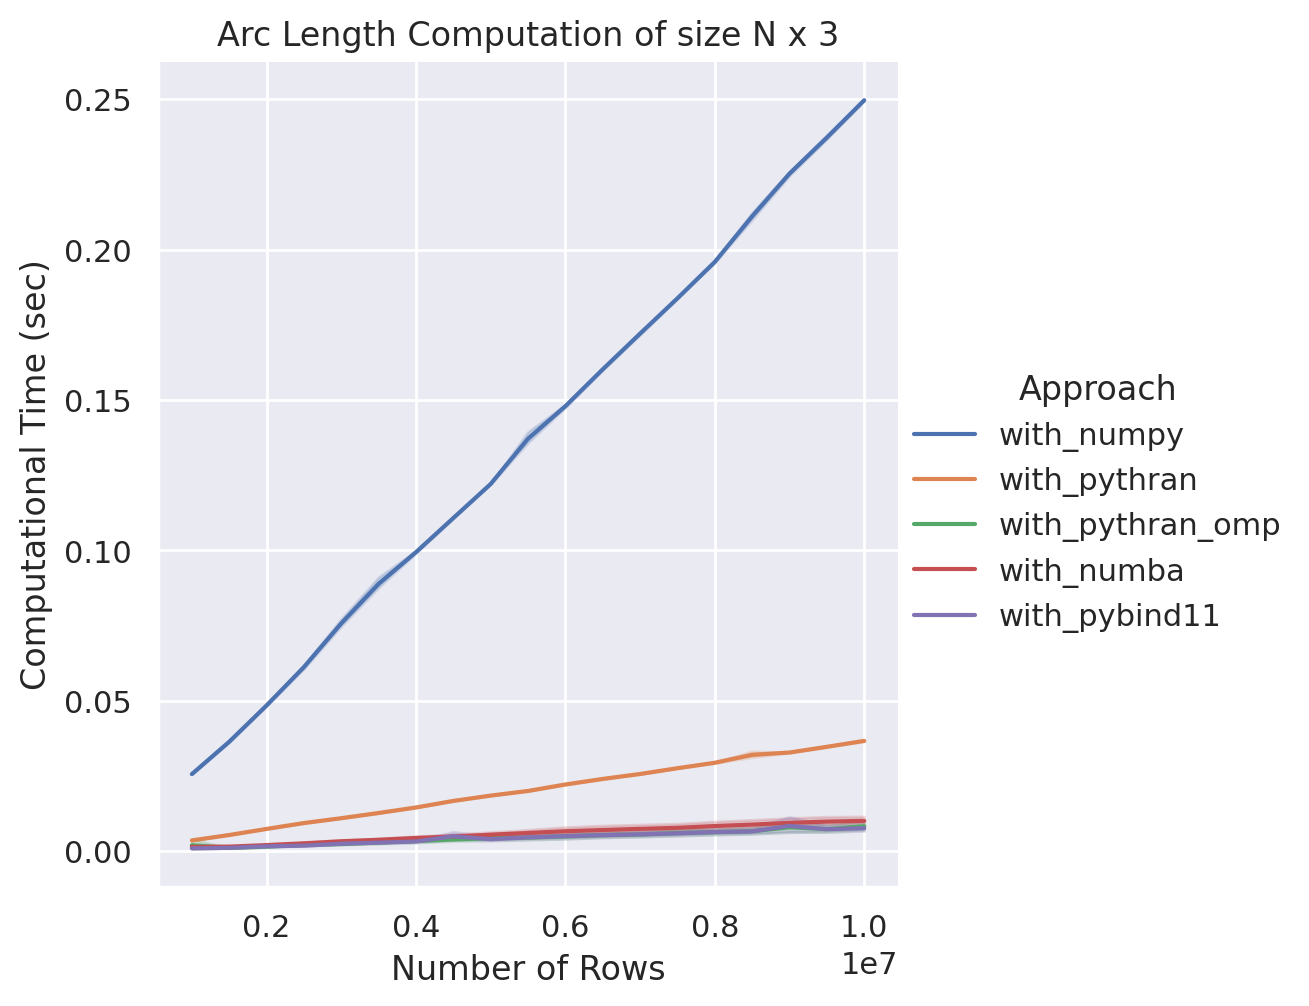 Arc Length Computation of size N x 3
0.25
0.20
0.15
0.10
0.05
0.00
Computational Time (sec)
0.2 0.4 0.6 0.8 1.0
1e7
Number of Rows
Approach
with_numpy
with_pythran
with_pythran_omp
with_numba
with_pybind11